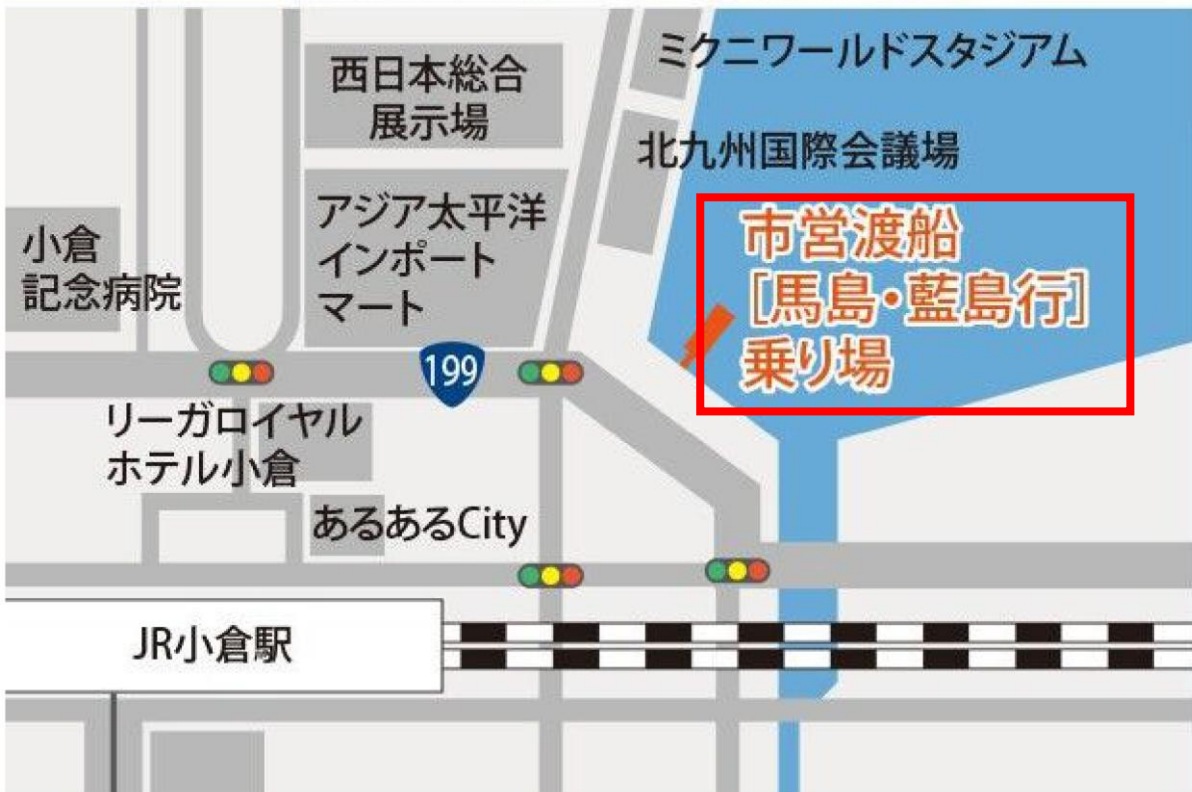 ミクニワールドスタジアム
西日本総合
展示場
北九州国際会議場
アジア太平洋
インポート
マート
市営渡船
[馬島・藍島行]
乗り場
小倉
記念病院
199
リーガロイヤル
ホテル小倉
あるあるCity
JR小倉駅